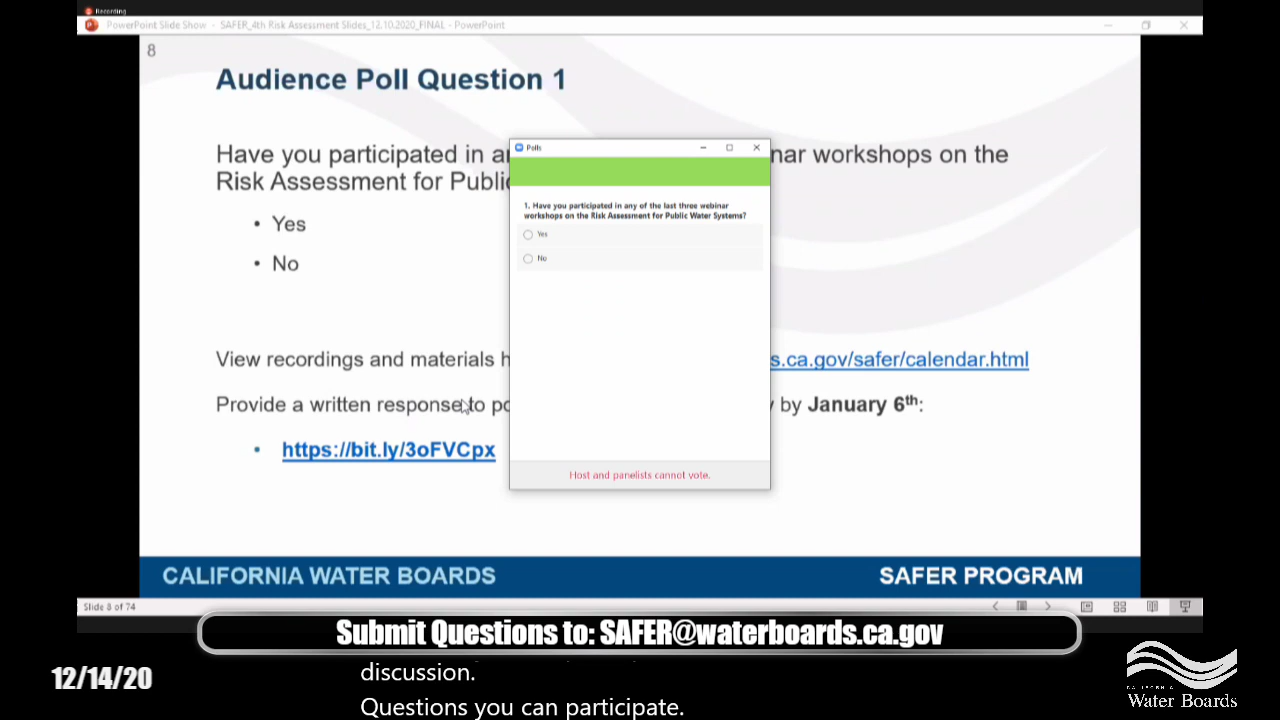 Recording
PowerPoint Slide Show - SAFER_4th Risk Assessment Slides_12.10.2020_FINAL - PowerPoint
8
Audience Poll Question 1
Have you participated in an
nar workshops on the
Risk Assessment for Public
• Yes
• No
View recordings and materials h
s.ca.gov/safer/calendar.html
Provide a written response to po
y by January 6th:
• https://bit.ly/3oFVCpx
Polls
1. Have you participated in any of the last three webinar
workshops on the Risk Assessment for Public Water Systems?
Yes
No
Host and panelists cannot vote.
CALIFORNIA WATER BOARDS
SAFER PROGRAM
Slide 8 of 74
Submit Questions to: SAFER@waterboards.ca.gov
12/14/20
discussion.
Questions you can participate.
CALIFORNIA
Water Boards